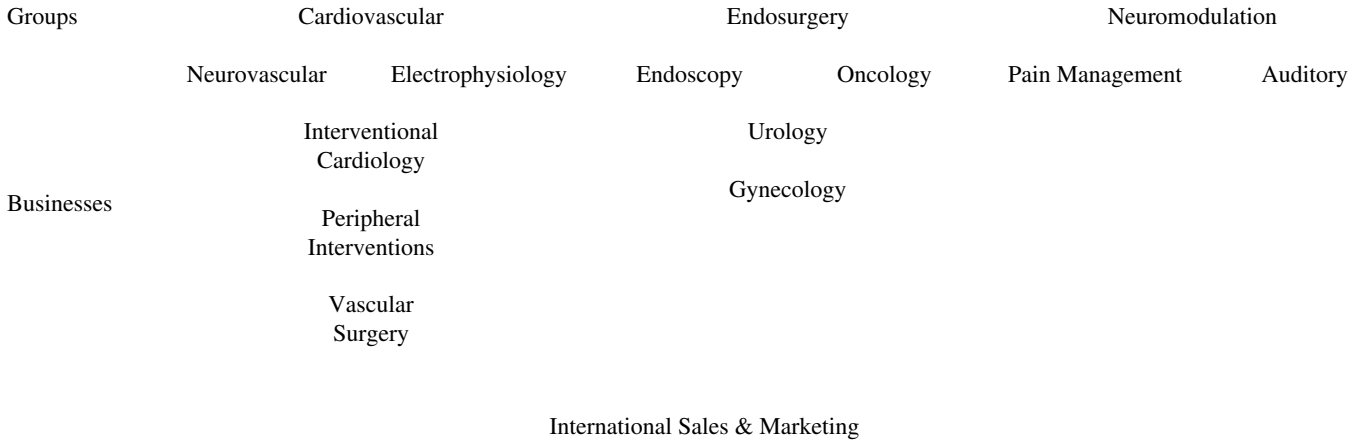 Groups Cardiovascular Endosurgery Neuromodulation
Neurovascular Electrophysiology Endoscopy Oncology Pain Management Auditory
Interventional Urology
Cardiology
Gynecology
Businesses
Peripheral
Interventions
Vascular
Surgery
International Sales & Marketing